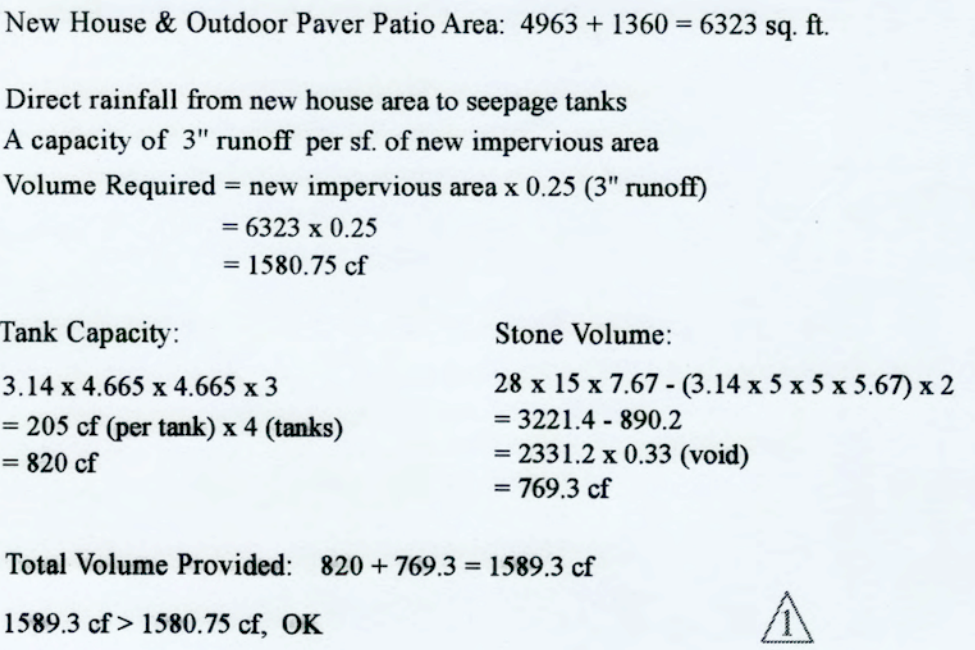 New House & Outdoor Paver Patio Area: 4963 + 1360 = 6323 sq. ft.
Direct rainfall from new house area to seepage tanks
A capacity of 3" runoff per sf. of new impervious area
Volume Required = new impervious area x 0.25 (3" runoff)
= 6323 x 0.25
= 1580.75 cf
Tank Capacity:
3.14 x 4.665 x 4.665 x 3
= 205 cf (per tank) x 4 (tanks)
= 820 cf
Stone Volume:
28 x 15 x 7.67 - (3.14 x 5 x 5 x 5.67) x 2
= 3221.4 - 890.2
= 2331.2 x 0.33 (void)
= 769.3 cf
Total Volume Provided: 820 + 769.3 = 1589.3 cf
1589.3 cf > 1580.75 cf, OK
1